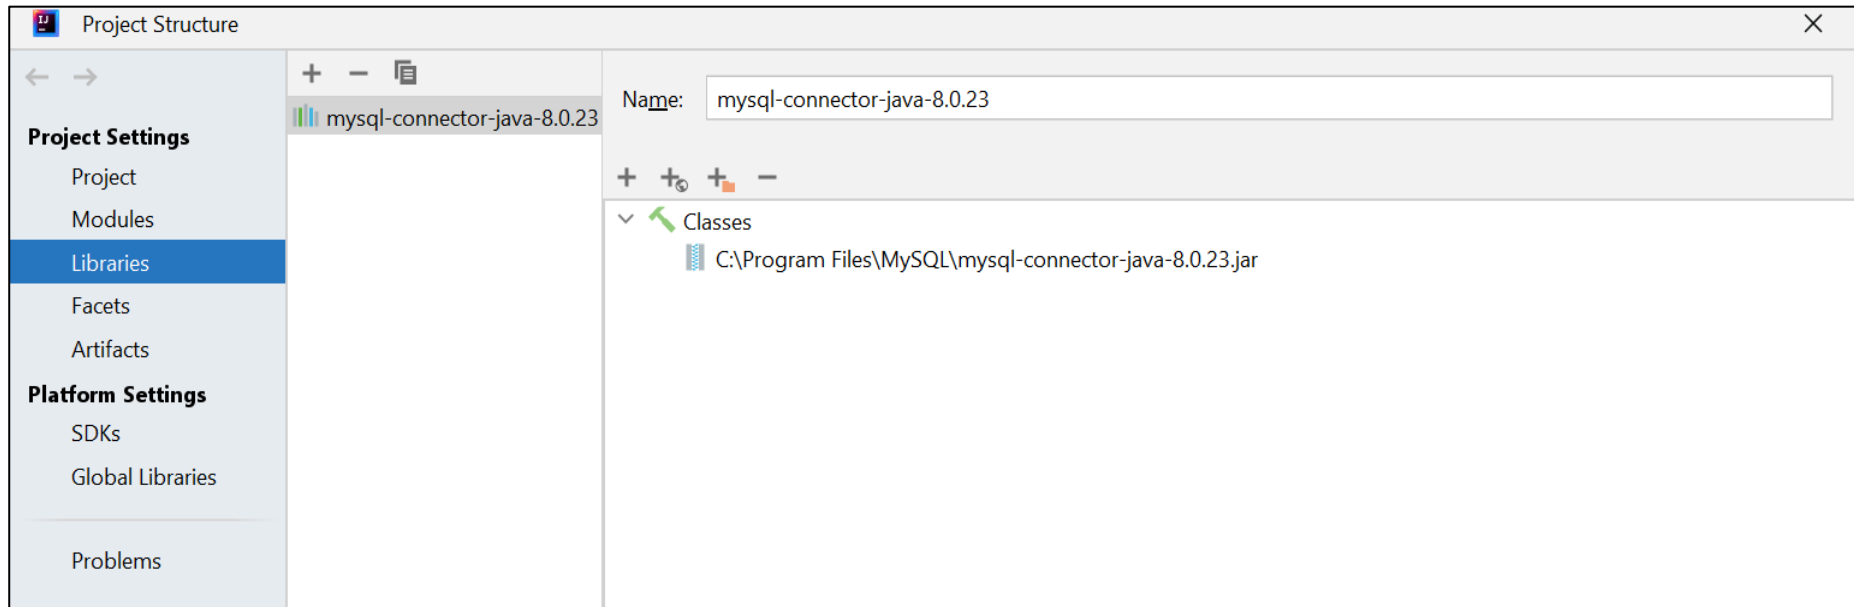 Project Structure
Project Settings
Project
Modules
Libraries
Facets
Artifacts
Platform Settings
SDKs
Global Libraries
Problems
mysql-connector-java-8.0.23
Name: mysql-connector-java-8.0.23
Classes
C:\Program Files\MySQL\mysql-connector-java-8.0.23.jar